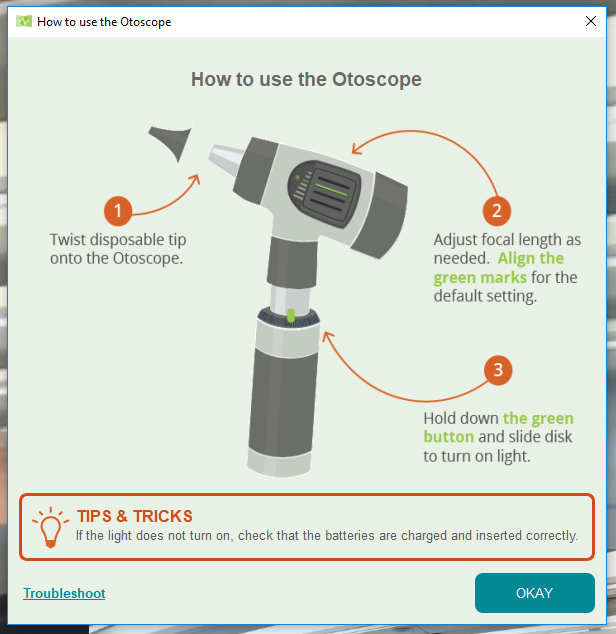 How to use the Otoscope
How to use the Otoscope
1
Twist disposable tip
onto the Otoscope.
2
Adjust focal length as
needed. Align the
green marks for the
default setting.
3
Hold down the green
button and slide disk
to turn on light.
TIPS & TRICKS
If the light does not turn on, check that the batteries are charged and inserted correctly.
Troubleshoot
OKAY